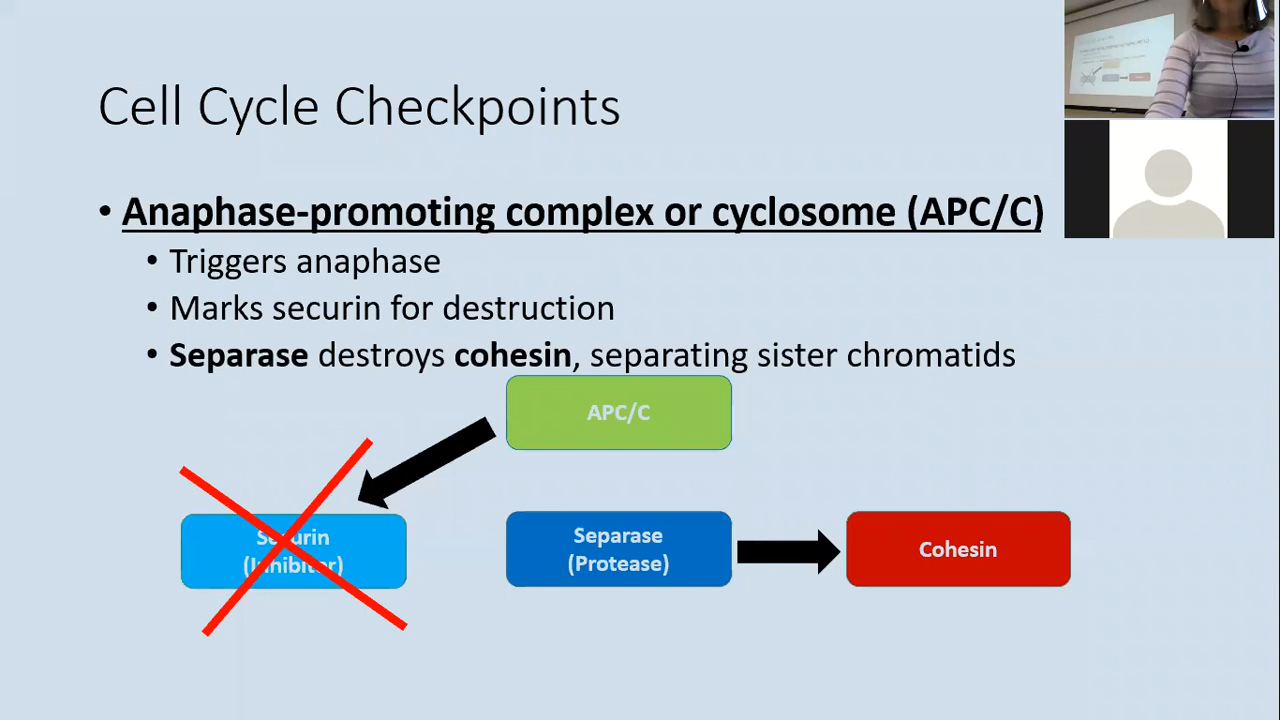 Cell Cycle Checkpoints
• Anaphase-promoting complex or cyclosome (APC/C)
• Triggers anaphase
• Marks securin for destruction
• Separase destroys cohesin, separating sister chromatids
APC/C
Securin
(Inhibitor)
Separase
(Protease)
Cohesin